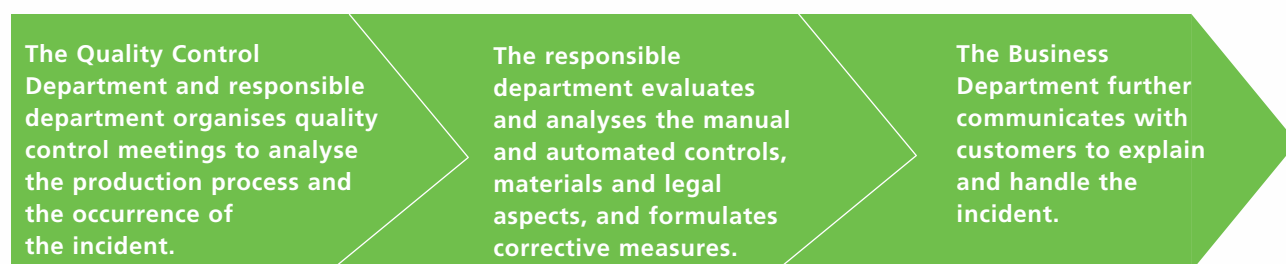 The Quality Control
Department and responsible
department organises quality
control meetings to analyse
the production process and
the occurrence of
the incident.
The responsible
department evaluates
and analyses the manual
and automated controls,
materials and legal
aspects, and formulates
corrective measures.
The Business
Department further
communicates with
customers to explain
and handle the
incident.